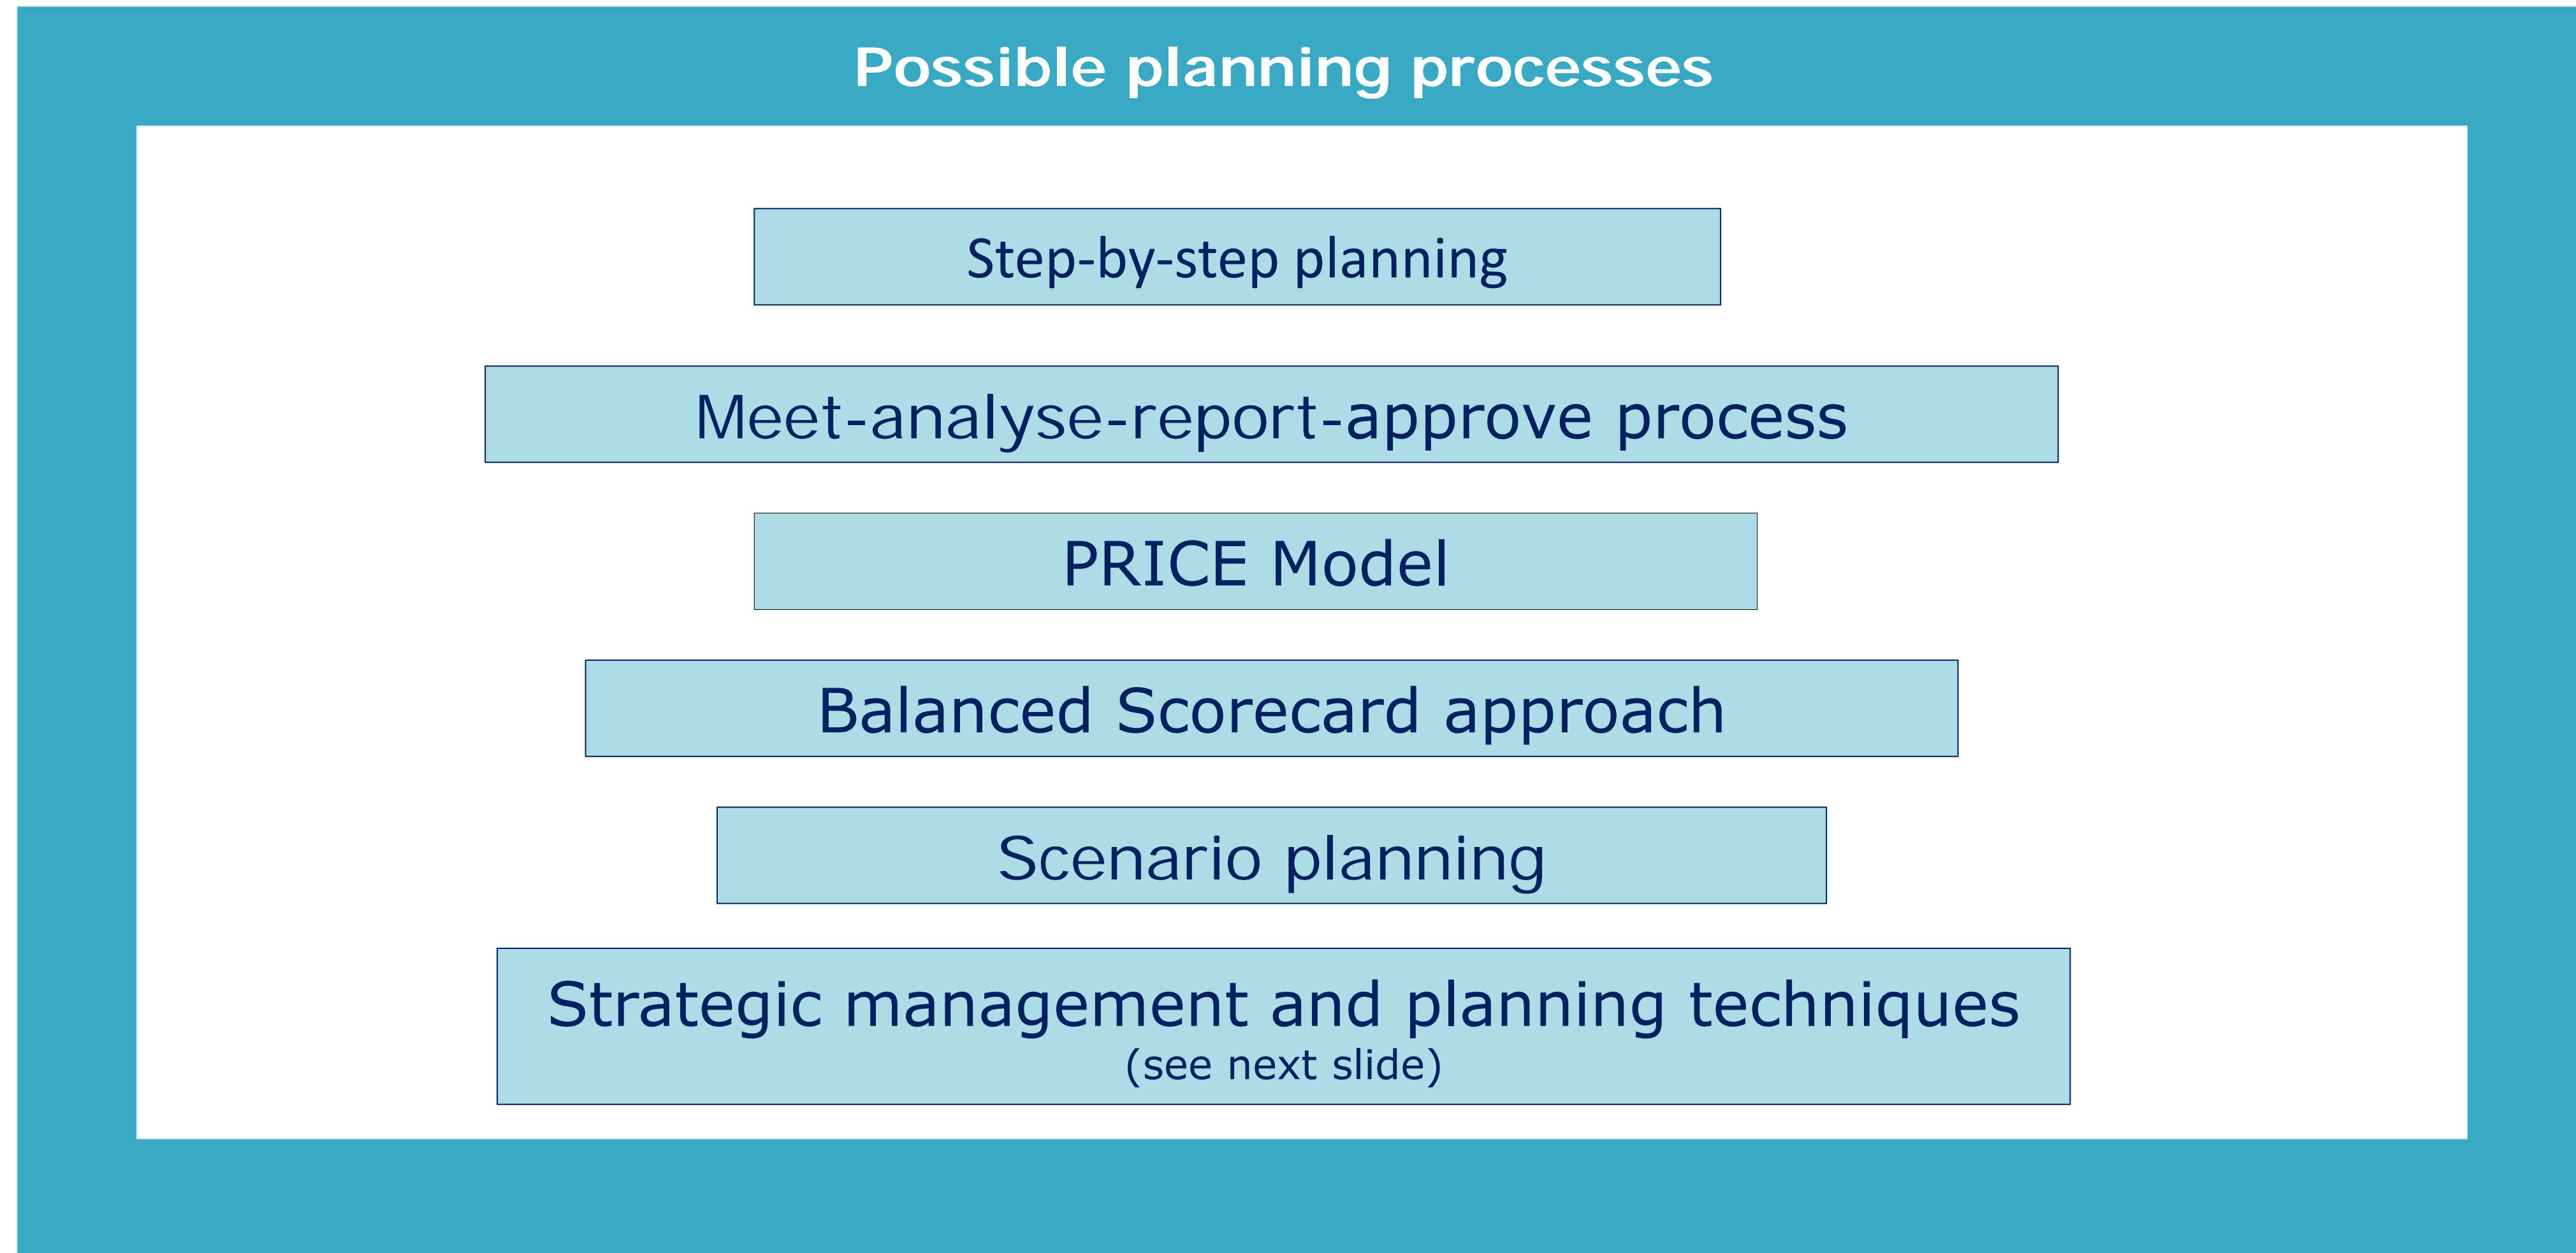 Possible planning processes
Step-by-step planning
Meet-analyse-report-approve process
PRICE Model
Balanced Scorecard approach
Scenario planning
Strategic management and planning techniques
(see next slide)